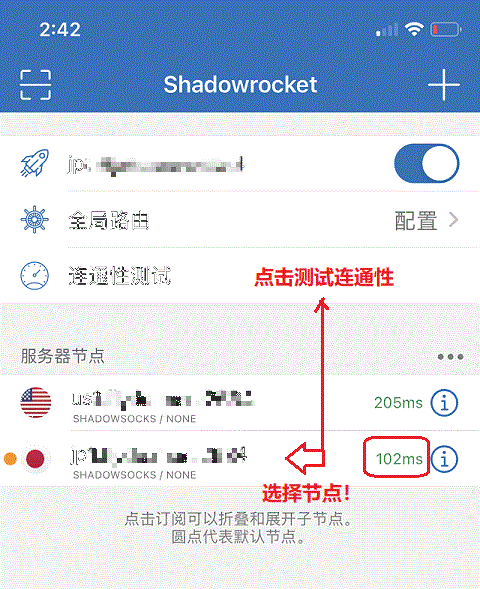 2:42
Shadowrocket
jp
全局路由
配置
连通性测试
点击测试连通性
服务器节点
us
205ms
SHADOWSOCKS / NONE
jp
102ms
SHADOWSOCKS / NONE
选择节点!
点击订阅可以折叠和展开子节点。
圆点代表默认节点。